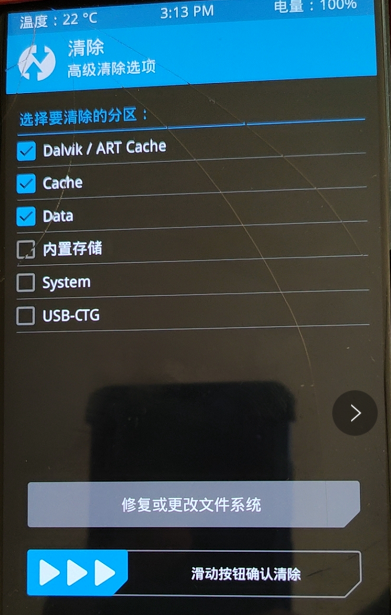 温度：22 °C 3:13 PM 电量：100%
清除
高级清除选项
选择要清除的分区：
Dalvik / ART Cache
Cache
Data
内置存储
System
USB-OTG
修复或更改文件系统
滑动按钮确认清除